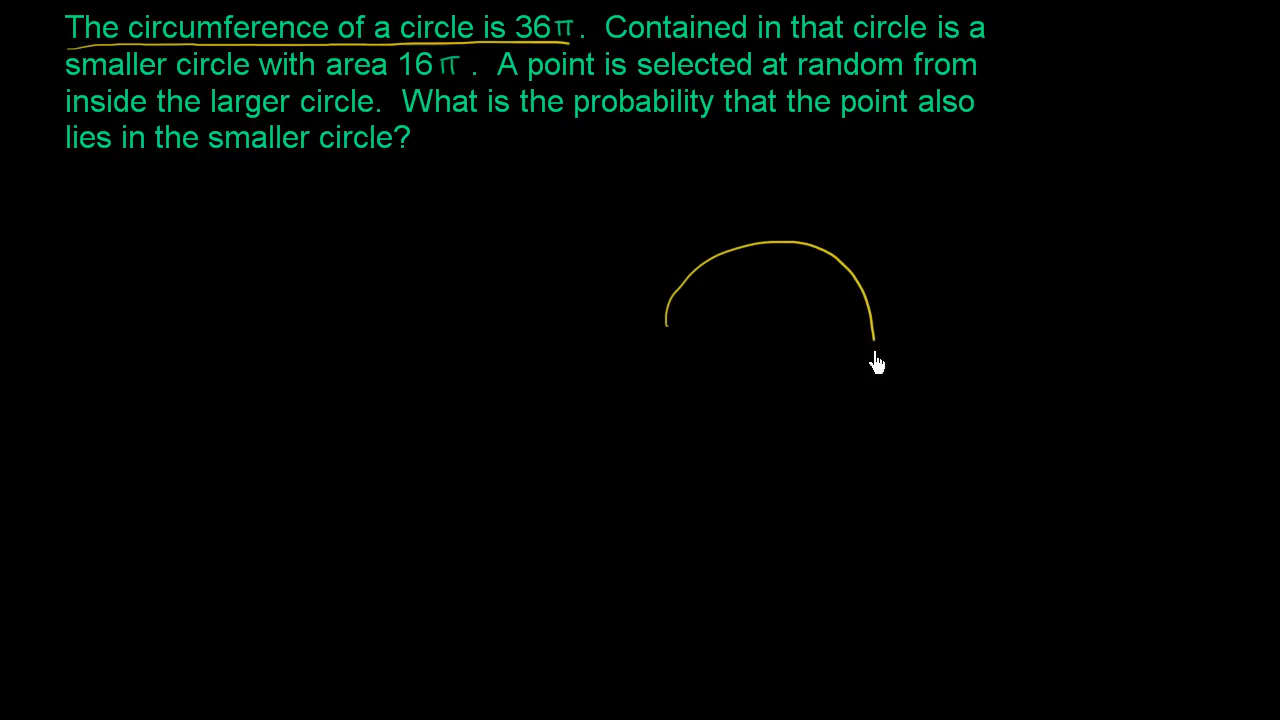 The circumference of a circle is 36π. Contained in that circle is a
smaller circle with area 16π. A point is selected at random from
inside the larger circle. What is the probability that the point also
lies in the smaller circle?